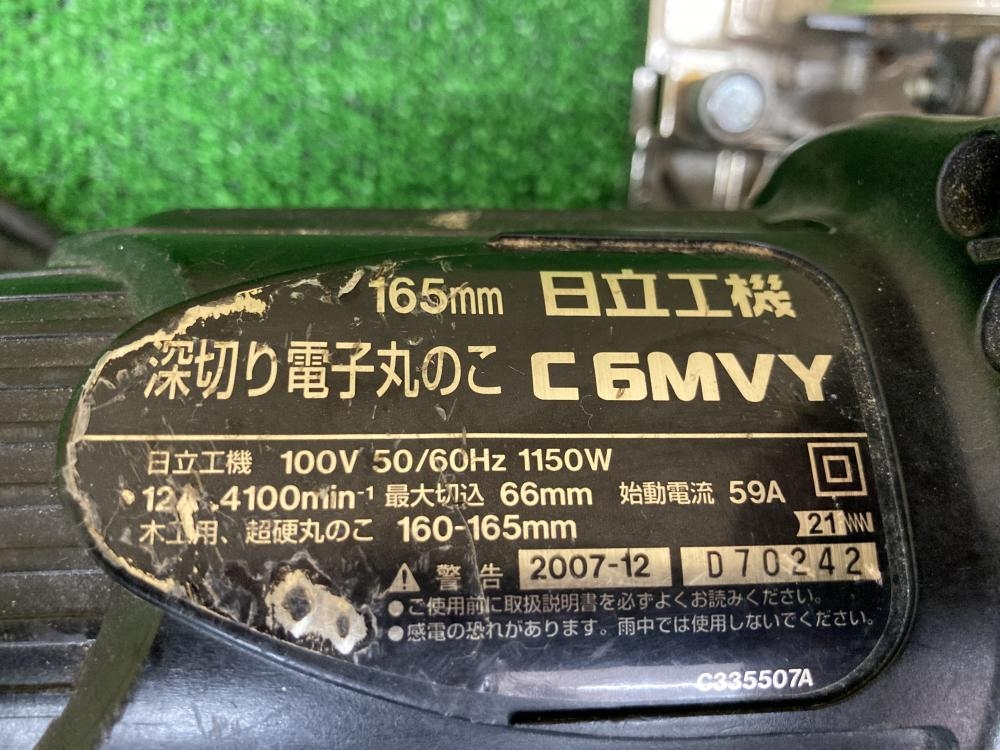 165mm 日立工機
深切り電子丸のこ C6MVY
日立工機 100V 50/60Hz 1150W
12A 4100min-1 最大切込 66mm 始動電流 59A
木工用、超硬丸のこ 160-165mm
21
警告 2007-12 D70242
●ご使用前に取扱説明書を必ずよくお読みください。
●感電の恐れがあります。雨中では使用しないでください。
C335507A